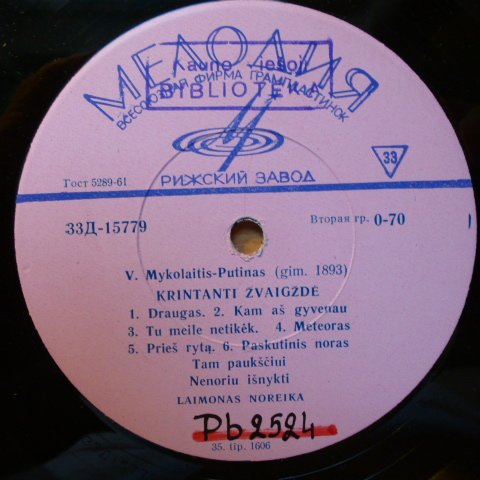 МЕЛОДИЯ
Kauno viešoji
BIBLIOTEKA
ВСЕСОЮЗНАЯ ФИРМА ГРАМПЛАСТИНОК
33
Гост 5289-61
РИЖСКИЙ ЗАВОД
33Д-15779
Вторая гр. 0-70
V. Mykolaitis-Putinas (gim. 1893)
KRINTANTI ŽVAIGŽDĖ
1. Draugas. 2. Kam aš gyvenau
3. Tu meile netikėk. 4. Meteoras
5. Prieš rytą. 6. Paskutinis noras
Tam paukščiui
Nenoriu išnykti
LAIMONAS NOREIKA
Pb2524
35. tip. 1606